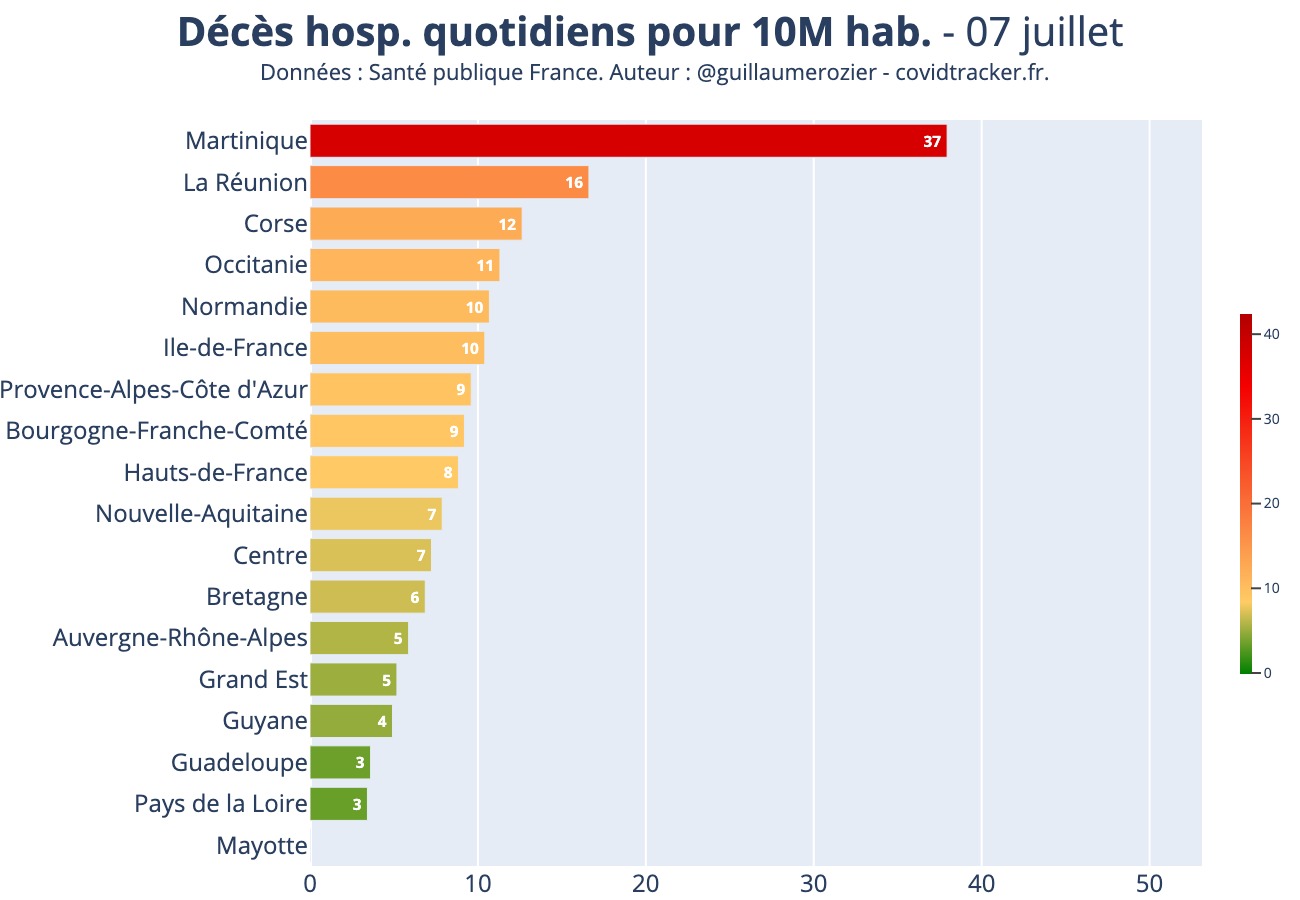 Décès hosp. quotidiens pour 10M hab. - 07 juillet
Données : Santé publique France. Auteur : @guillaumerozier - covidtracker.fr.
Martinique 37
La Réunion 16
Corse 12
Occitanie 11
Normandie 10
Ile-de-France 10
Provence-Alpes-Côte d'Azur 9
Bourgogne-Franche-Comté 9
Hauts-de-France 8
Nouvelle-Aquitaine 7
Centre 7
Bretagne 6
Auvergne-Rhône-Alpes 5
Grand Est 5
Guyane 4
Guadeloupe 3
Pays de la Loire 3
Mayotte
0 10 20 30 40 50
40
30
20
10
0